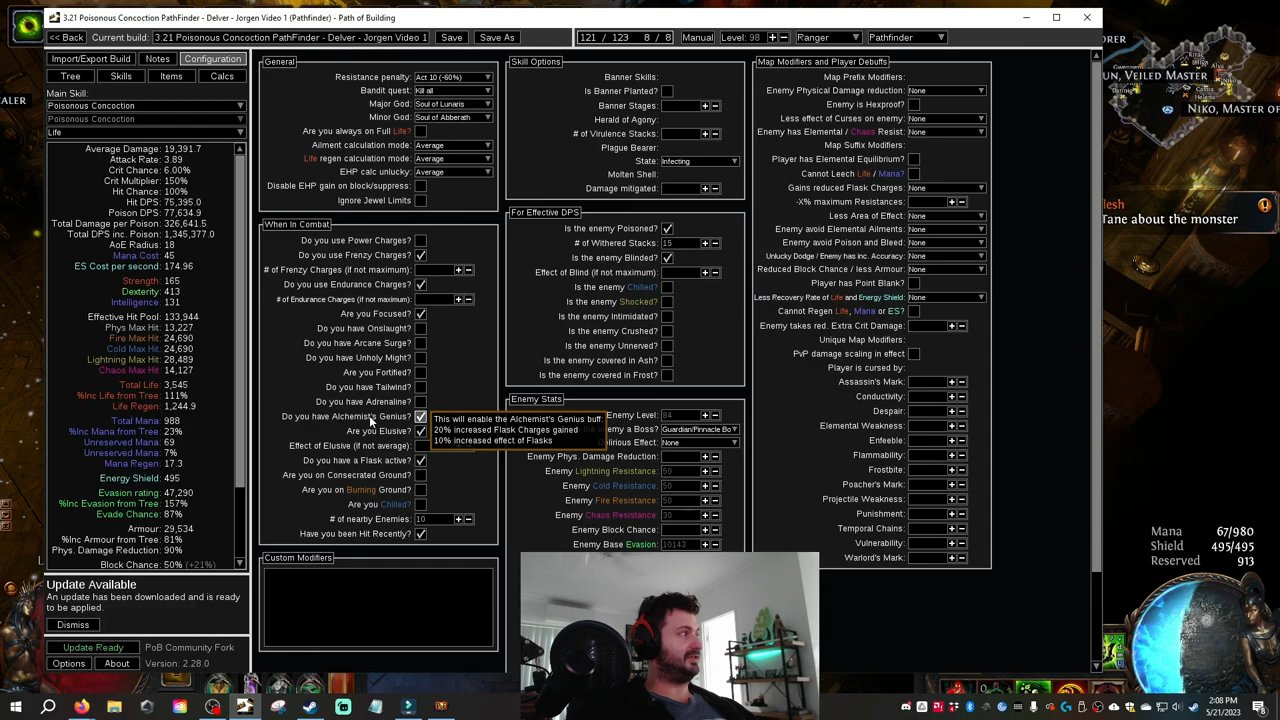 3.21 Poisonous Concoction PathFinder - Delver - Jorgen Video 1 (Pathfinder) - Path of Building
<< Back Current build: 3.21 Poisonous Concoction PathFinder - Delver - Jorgen Video 1 Save Save As 121 / 123 8 / 8 Manual Level: 98 + − Ranger Pathfinder
Import/Export Build Notes Configuration
Tree Skills Items Calcs
Main Skill:
Poisonous Concoction
Poisonous Concoction
Life
Average Damage: 19,391.7
Attack Rate: 3.89
Crit Chance: 6.00%
Crit Multiplier: 150%
Hit Chance: 100%
Hit DPS: 75,395.0
Poison DPS: 77,634.9
Total Damage per Poison: 326,641.5
Total DPS inc. Poison: 1,345,377.0
AoE Radius: 18
Mana Cost: 45
ES Cost per second: 174.96
Strength: 165
Dexterity: 413
Intelligence: 131
Effective Hit Pool: 133,944
Phys Max Hit: 13,227
Fire Max Hit: 24,690
Cold Max Hit: 24,690
Lightning Max Hit: 28,489
Chaos Max Hit: 14,127
Total Life: 3,545
%Inc Life from Tree: 111%
Life Regen: 1,244.9
Total Mana: 988
%Inc Mana from Tree: 23%
Unreserved Mana: 69
Unreserved Mana: 7%
Mana Regen: 17.3
Energy Shield: 495
Evasion rating: 47,290
%Inc Evasion from Tree: 157%
Evade Chance: 87%
Armour: 29,534
%Inc Armour from Tree: 81%
Phys. Damage Reduction: 90%
Block Chance: 50% (+21%)
Update Available
An update has been downloaded and is ready
to be applied.
Dismiss
Update Ready PoB Community Fork
Options About Version: 2.28.0
General
Resistance penalty: Act 10 (-60%)
Bandit quest: Kill all
Major God: Soul of Lunaris
Minor God: Soul of Abberath
Are you always on Full Life?
Ailment calculation mode: Average
Life regen calculation mode: Average
EHP calc unlucky: Average
Disable EHP gain on block/suppress:
Ignore Jewel Limits
When In Combat
Do you use Power Charges?
Do you use Frenzy Charges?
# of Frenzy Charges (if not maximum):
Do you use Endurance Charges?
# of Endurance Charges (if not maximum):
Are you Focused?
Do you have Onslaught?
Do you have Arcane Surge?
Do you have Unholy Might?
Are you Fortified?
Do you have Tailwind?
Do you have Adrenaline?
Do you have Alchemist's Genius?
Are you Elusive?
Effect of Elusive (if not average):
Do you have a Flask active?
Are you on Consecrated Ground?
Are you on Burning Ground?
Are you Chilled?
# of nearby Enemies: 10
Have you been Hit Recently?
This will enable the Alchemist's Genius buff:
20% increased Flask Charges gained
10% increased effect of Flasks
Custom Modifiers
Skill Options
Banner Skills:
Is Banner Planted?
Banner Stages:
Herald of Agony:
# of Virulence Stacks:
Plague Bearer:
State: Infecting
Molten Shell:
Damage mitigated:
For Effective DPS
Is the enemy Poisoned?
# of Withered Stacks: 15
Is the enemy Blinded?
Effect of Blind (if not maximum):
Is the enemy Chilled?
Is the enemy Shocked?
Is the enemy Intimidated?
Is the enemy Crushed?
Is the enemy Unnerved?
Is the enemy covered in Ash?
Is the enemy covered in Frost?
Enemy Stats
Enemy Level: 84
emy a Boss? Guardian/Pinnacle Bo
elirious Effect: None
Enemy Phys. Damage Reduction:
Enemy Lightning Resistance: 50
Enemy Cold Resistance: 50
Enemy Fire Resistance: 50
Enemy Chaos Resistance: 30
Enemy Block Chance:
Enemy Base Evasion: 10143
Map Modifiers and Player Debuffs
Map Prefix Modifiers:
Enemy Physical Damage reduction: None
Enemy is Hexproof?
Less effect of Curses on enemy: None
Enemy has Elemental / Chaos Resist: None
Map Suffix Modifiers:
Player has Elemental Equilibrium?
Cannot Leech Life / Mana?
Gains reduced Flask Charges: None
-X% maximum Resistances:
Less Area of Effect: None
Enemy avoid Elemental Ailments: None
Enemy avoid Poison and Bleed: None
Unlucky Dodge / Enemy has inc. Accuracy: None
Reduced Block Chance / less Armour: None
Player has Point Blank?
Less Recovery Rate of Life and Energy Shield: None
Cannot Regen Life, Mana or ES?
Enemy takes red. Extra Crit Damage:
Unique Map Modifiers:
PvP damage scaling in effect
Player is cursed by:
Assassin's Mark:
Conductivity:
Despair:
Elemental Weakness:
Enfeeble:
Flammability:
Frostbite:
Poacher's Mark:
Projectile Weakness:
Punishment:
Temporal Chains:
Vulnerability:
Warlord's Mark:
UN, VEILED MASTER
NIKO, MASTER OF
Tane about the monster
Mana 67/980
Shield 495/495
Reserved 913
2:08 PM
5/21/2023